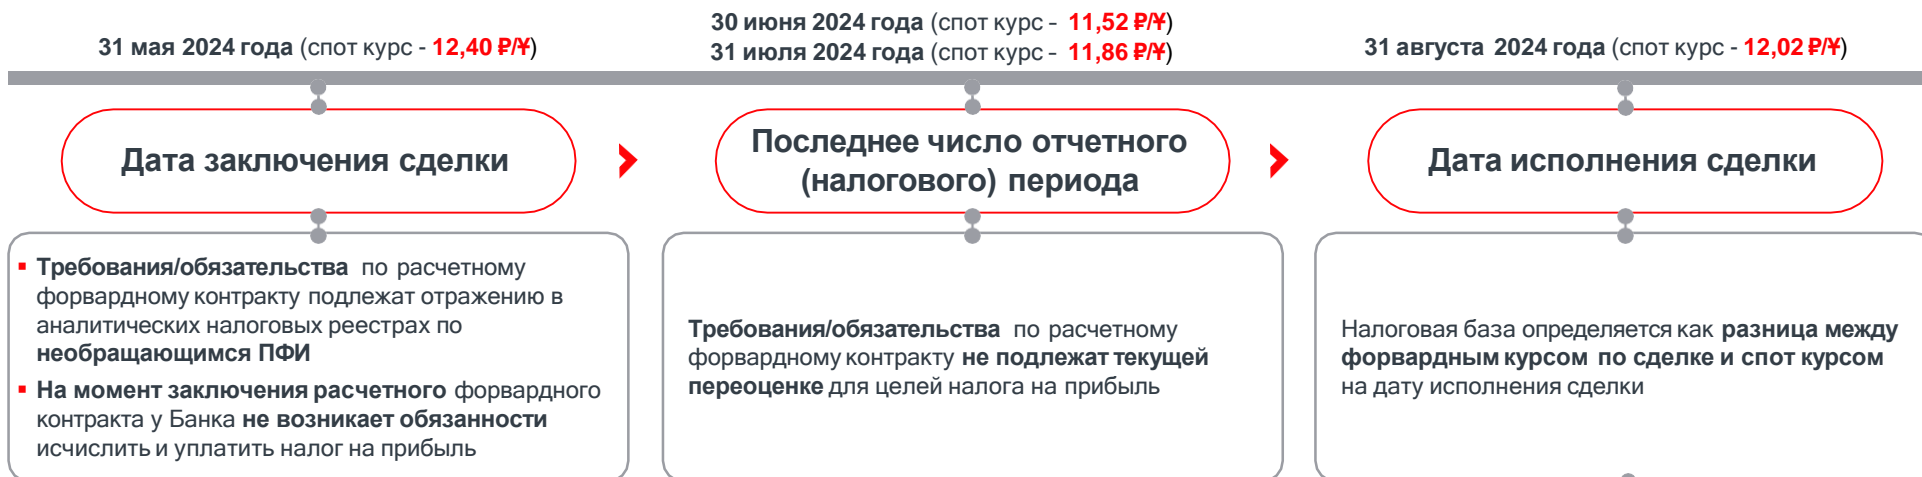 31 мая 2024 года (спот курс - 12,40 ₽/¥)
30 июня 2024 года (спот курс - 11,52 ₽/¥)
31 июля 2024 года (спот курс - 11,86 ₽/¥)
31 августа 2024 года (спот курс - 12,02 ₽/¥)
Дата заключения сделки
Последнее число отчетного
(налогового) периода
Дата исполнения сделки
▪ Требования/обязательства по расчетному
форвардному контракту подлежат отражению в
аналитических налоговых реестрах по
необращающимся ПФИ
▪ На момент заключения расчетного форвардного
контракта у Банка не возникает обязанности
исчислить и уплатить налог на прибыль
Требования/обязательства по расчетному
форвардному контракту не подлежат текущей
переоценке для целей налога на прибыль
Налоговая база определяется как разница между
форвардным курсом по сделке и спот курсом
на дату исполнения сделки